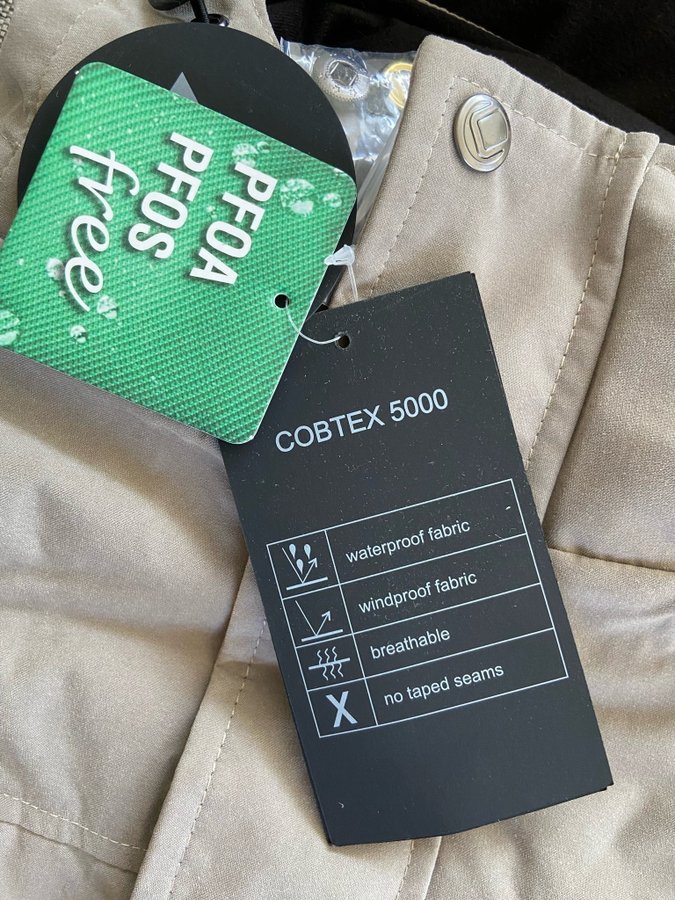 PFOA
PFOS
free
COBTEX 5000
waterproof fabric
windproof fabric
breathable
X no taped seams